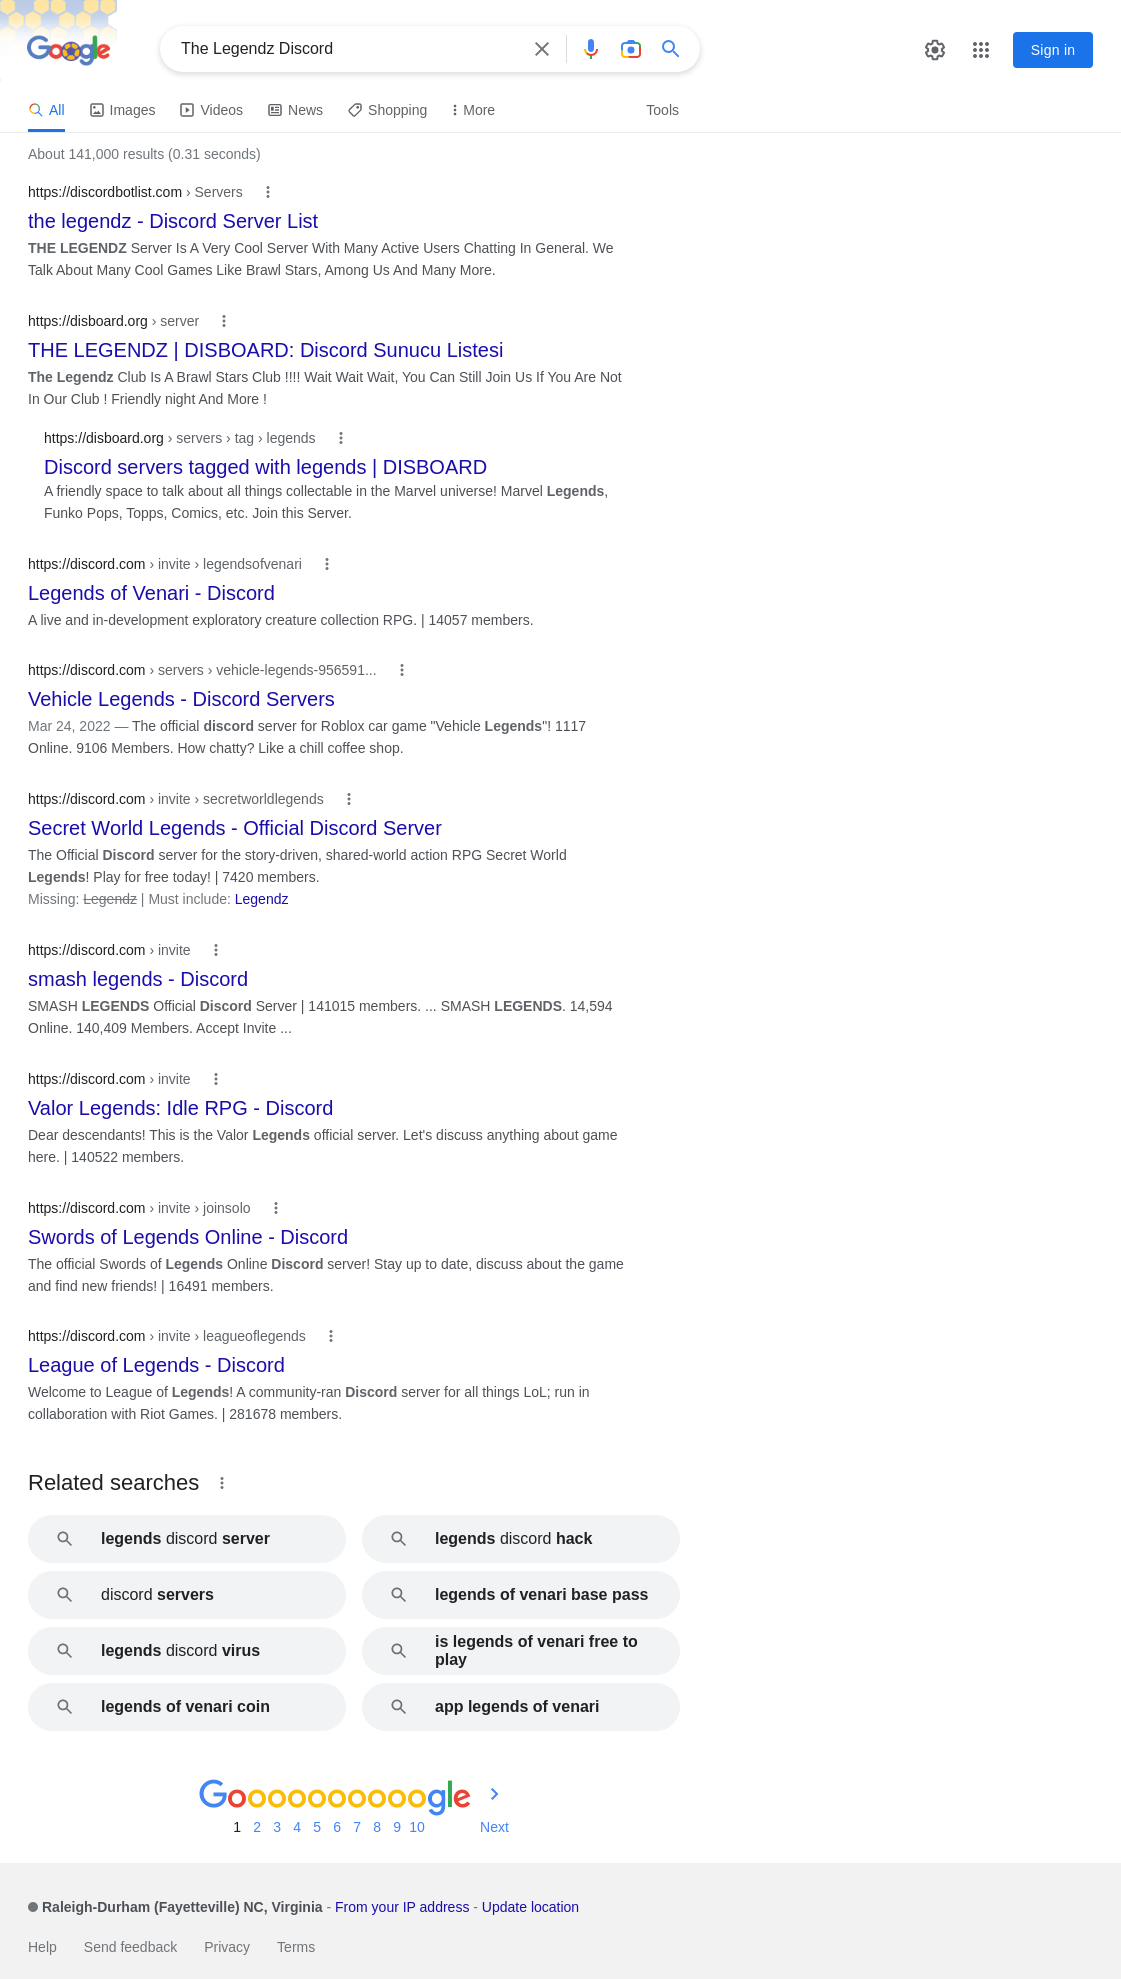 Google
The Legendz Discord
Sign in
All Images Videos News Shopping More Tools
About 141,000 results (0.31 seconds)
https://discordbotlist.com › Servers
the legendz - Discord Server List
THE LEGENDZ Server Is A Very Cool Server With Many Active Users Chatting In General. We
Talk About Many Cool Games Like Brawl Stars, Among Us And Many More.
https://disboard.org › server
THE LEGENDZ | DISBOARD: Discord Sunucu Listesi
The Legendz Club Is A Brawl Stars Club !!!! Wait Wait Wait, You Can Still Join Us If You Are Not
In Our Club ! Friendly night And More !
https://disboard.org › servers › tag › legends
Discord servers tagged with legends | DISBOARD
A friendly space to talk about all things collectable in the Marvel universe! Marvel Legends,
Funko Pops, Topps, Comics, etc. Join this Server.
https://discord.com › invite › legendsofvenari
Legends of Venari - Discord
A live and in-development exploratory creature collection RPG. | 14057 members.
https://discord.com › servers › vehicle-legends-956591...
Vehicle Legends - Discord Servers
Mar 24, 2022 — The official discord server for Roblox car game "Vehicle Legends"! 1117
Online. 9106 Members. How chatty? Like a chill coffee shop.
https://discord.com › invite › secretworldlegends
Secret World Legends - Official Discord Server
The Official Discord server for the story-driven, shared-world action RPG Secret World
Legends! Play for free today! | 7420 members.
Missing: Legendz | Must include: Legendz
https://discord.com › invite
smash legends - Discord
SMASH LEGENDS Official Discord Server | 141015 members. ... SMASH LEGENDS. 14,594
Online. 140,409 Members. Accept Invite ...
https://discord.com › invite
Valor Legends: Idle RPG - Discord
Dear descendants! This is the Valor Legends official server. Let's discuss anything about game
here. | 140522 members.
https://discord.com › invite › joinsolo
Swords of Legends Online - Discord
The official Swords of Legends Online Discord server! Stay up to date, discuss about the game
and find new friends! | 16491 members.
https://discord.com › invite › leagueoflegends
League of Legends - Discord
Welcome to League of Legends! A community-ran Discord server for all things LoL; run in
collaboration with Riot Games. | 281678 members.
Related searches
legends discord server
legends discord hack
discord servers
legends of venari base pass
legends discord virus
is legends of venari free to
play
legends of venari coin
app legends of venari
Goooooooooogle
1 2 3 4 5 6 7 8 9 10 Next
Raleigh-Durham (Fayetteville) NC, Virginia - From your IP address - Update location
Help Send feedback Privacy Terms